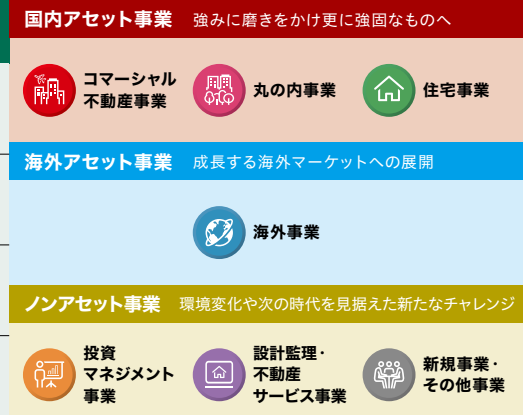 国内アセット事業 強みに磨きをかけ更に強固なものへ
コマーシャル
不動産事業
丸の内事業
住宅事業
海外アセット事業 成長する海外マーケットへの展開
海外事業
ノンアセット事業 環境変化や次の時代を見据えた新たなチャレンジ
投資
マネジメント
事業
設計監理・
不動産
サービス事業
新規事業・
その他事業